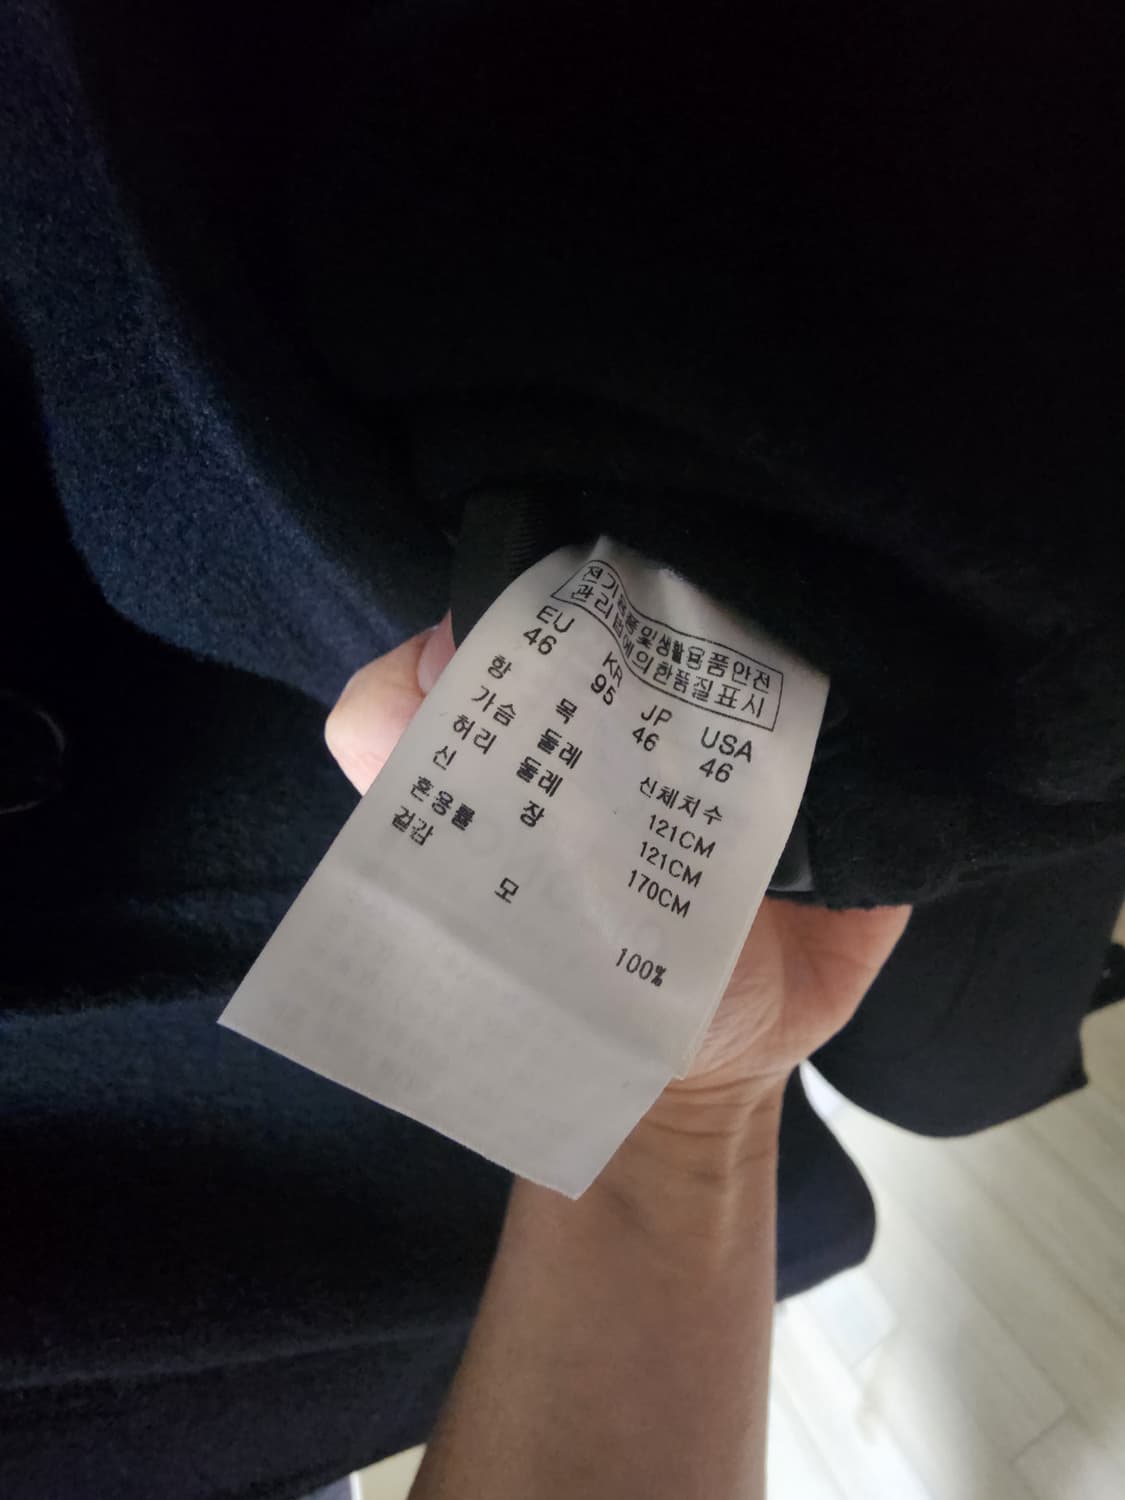 전기용품및생활용품안전
관리법에의한품질표시
EU KR JP USA
46 95 46 46
항 목 신체치수
가슴 둘레 121CM
허리 둘레 121CM
신 장 170CM
혼용률
겉감
모 100%